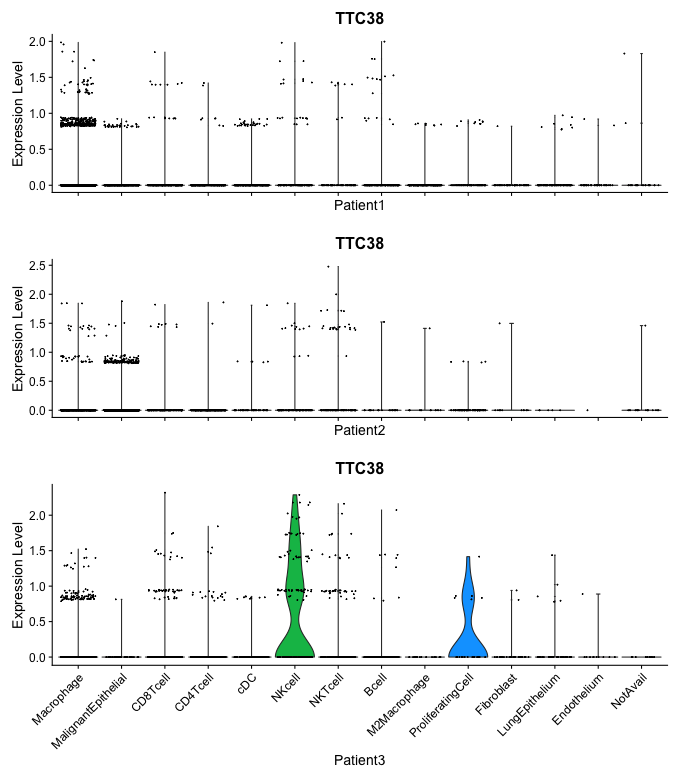 TTC38
Expression Level
2.0
1.5
1.0
0.5
0.0
Patient1
TTC38
Expression Level
2.5
2.0
1.5
1.0
0.5
0.0
Patient2
TTC38
Expression Level
2.0
1.5
1.0
0.5
0.0
Macrophage
MalignantEpithelial
CD8Tcell
CD4Tcell
cDC
NKcell
NKTcell
Bcell
M2Macrophage
ProliferatingCell
Fibroblast
LungEpithelium
Endothelium
NotAvail
Patient3